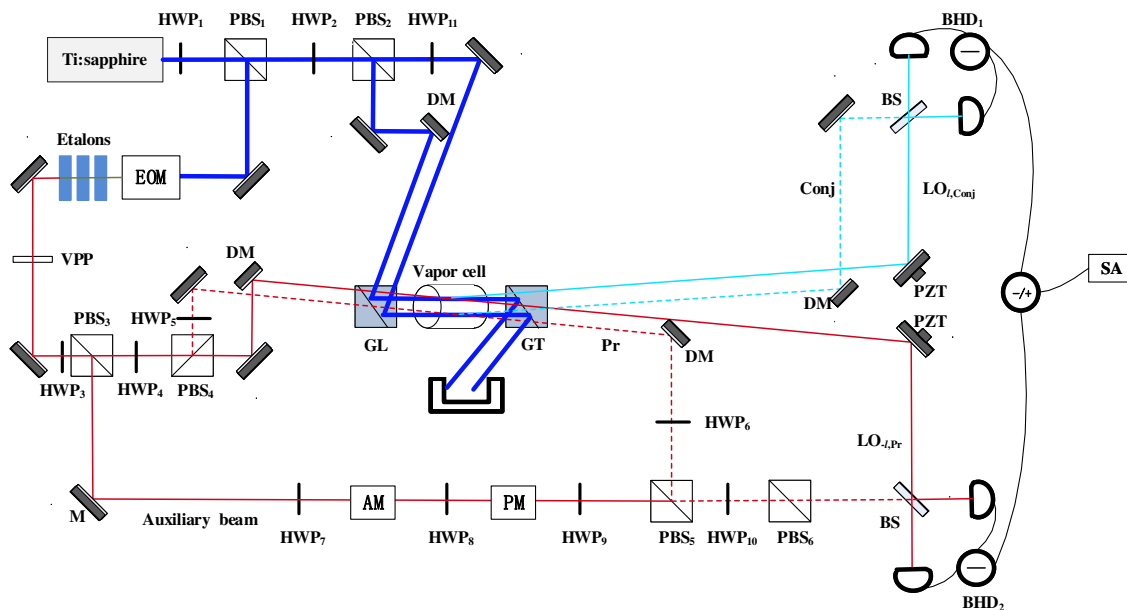 HWP₁ PBS₁ HWP₂ PBS₂ HWP₁₁ BHD₁
Ti:sapphire
DM
BS
Etalons
EOM
Conj
LOₗ,Conj
VPP
DM
Vapor cell
SA
-/+
PZT
DM
PZT
PBS₃
HWP₅
GL GT Pr DM
HWP₃ HWP₄ PBS₄
HWP₆
LO₋ₗ,Pr
M
Auxiliary beam
AM PM
BS
HWP₇ HWP₈ HWP₉ PBS₅ HWP₁₀ PBS₆
BHD₂